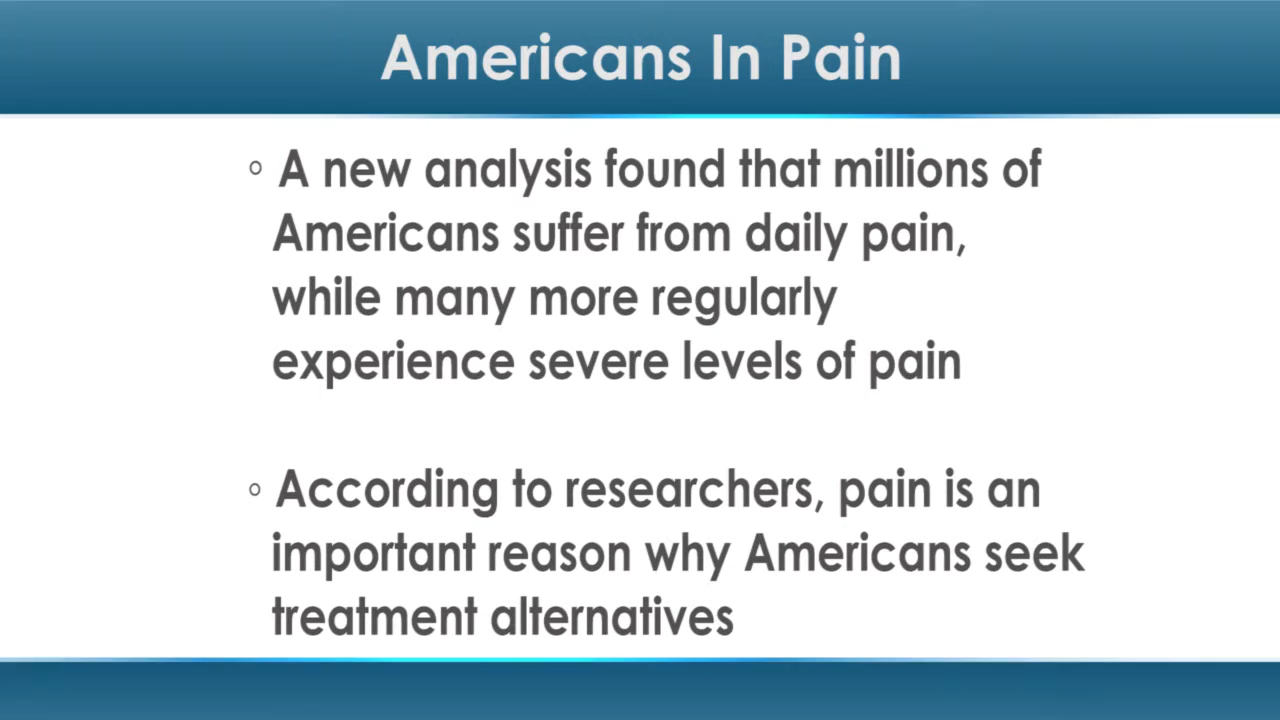 Americans In Pain
◦ A new analysis found that millions of
Americans suffer from daily pain,
while many more regularly
experience severe levels of pain
◦ According to researchers, pain is an
important reason why Americans seek
treatment alternatives